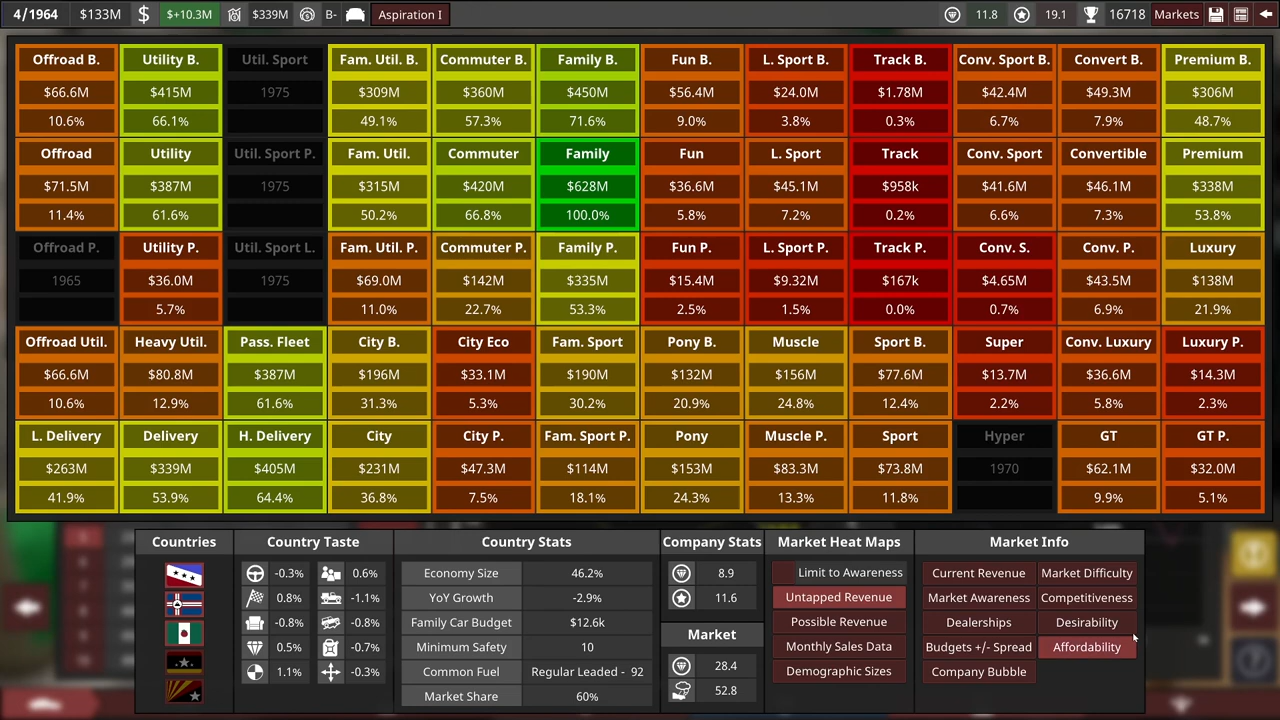 4/1964 $133M $ $+10.3M $339M B- Aspiration I 11.8 19.1 16718 Markets
Offroad B. Utility B. Util. Sport Fam. Util. B. Commuter B. Family B. Fun B. L. Sport B. Track B. Conv. Sport B. Convert B. Premium B.
$66.6M $415M 1975 $309M $360M $450M $56.4M $24.0M $1.78M $42.4M $49.3M $306M
10.6% 66.1% 49.1% 57.3% 71.6% 9.0% 3.8% 0.3% 6.7% 7.9% 48.7%
Offroad Utility Util. Sport P. Fam. Util. Commuter Family Fun L. Sport Track Conv. Sport Convertible Premium
$71.5M $387M 1975 $315M $420M $628M $36.6M $45.1M $958k $41.6M $46.1M $338M
11.4% 61.6% 50.2% 66.8% 100.0% 5.8% 7.2% 0.2% 6.6% 7.3% 53.8%
Offroad P. Utility P. Util. Sport L. Fam. Util. P. Commuter P. Family P. Fun P. L. Sport P. Track P. Conv. S. Conv. P. Luxury
1965 $36.0M 1975 $69.0M $142M $335M $15.4M $9.32M $167k $4.65M $43.5M $138M
5.7% 11.0% 22.7% 53.3% 2.5% 1.5% 0.0% 0.7% 6.9% 21.9%
Offroad Util. Heavy Util. Pass. Fleet City B. City Eco Fam. Sport Pony B. Muscle Sport B. Super Conv. Luxury Luxury P.
$66.6M $80.8M $387M $196M $33.1M $190M $132M $156M $77.6M $13.7M $36.6M $14.3M
10.6% 12.9% 61.6% 31.3% 5.3% 30.2% 20.9% 24.8% 12.4% 2.2% 5.8% 2.3%
L. Delivery Delivery H. Delivery City City P. Fam. Sport P. Pony Muscle P. Sport Hyper GT GT P.
$263M $339M $405M $231M $47.3M $114M $153M $83.3M $73.8M 1970 $62.1M $32.0M
41.9% 53.9% 64.4% 36.8% 7.5% 18.1% 24.3% 13.3% 11.8% 9.9% 5.1%
Countries Country Taste Country Stats Company Stats Market Heat Maps Market Info
-0.3% 0.6% Economy Size 46.2% 8.9 Limit to Awareness Current Revenue Market Difficulty
0.8% -1.1% YoY Growth -2.9% 11.6 Untapped Revenue Market Awareness Competitiveness
-0.8% -0.8% Family Car Budget $12.6k Possible Revenue Dealerships Desirability
Market
0.5% -0.7% Minimum Safety 10 Monthly Sales Data Budgets +/- Spread Affordability
1.1% -0.3% Common Fuel Regular Leaded - 92 28.4 Demographic Sizes Company Bubble
Market Share 60% 52.8